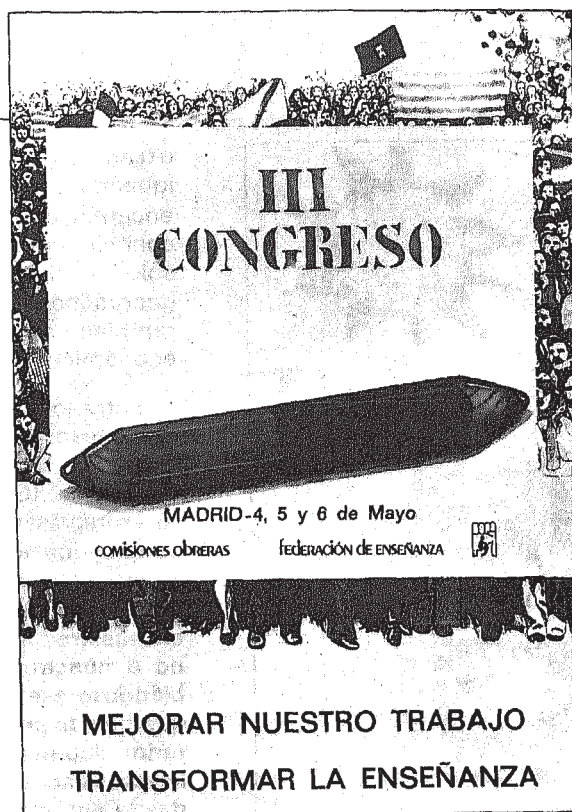 III
CONGRESO
MADRID-4, 5 y 6 de Mayo
COMISIONES OBRERAS FEDERACIÓN DE ENSEÑANZA
MEJORAR NUESTRO TRABAJO
TRANSFORMAR LA ENSEÑANZA